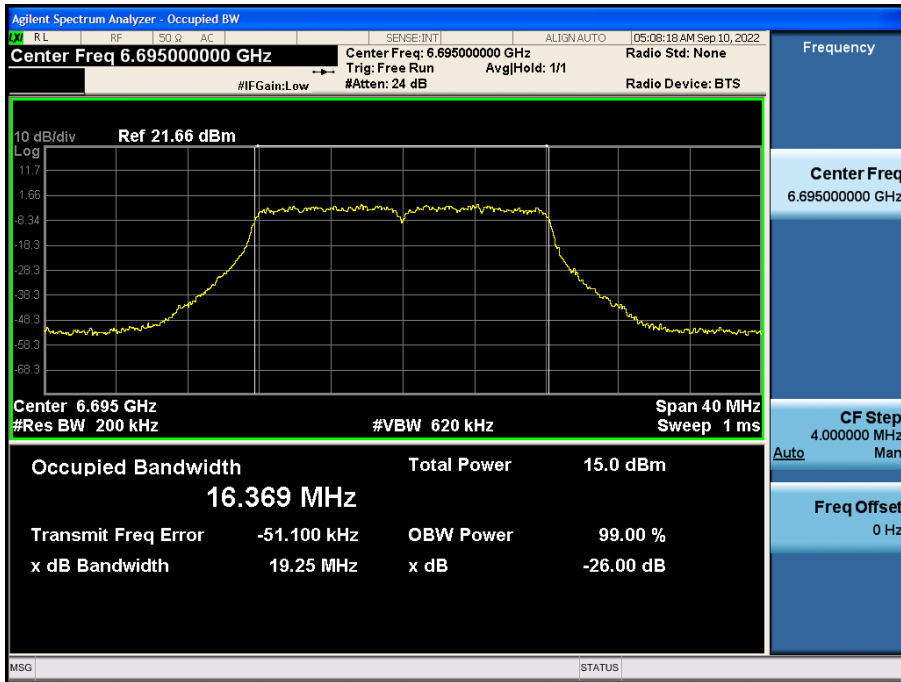 Agilent Spectrum Analyzer - Occupied BW
LXI RL RF 50 Ω AC SENSE:INT ALIGN AUTO 05:08:18 AM Sep 10, 2022
Center Freq 6.695000000 GHz
Center Freq: 6.695000000 GHz
Radio Std: None
Trig: Free Run Avg|Hold: 1/1
#IFGain:Low
#Atten: 24 dB
Radio Device: BTS
10 dB/div Ref 21.66 dBm
Log
11.7
1.66
-8.34
-18.3
-28.3
-38.3
-48.3
-58.3
-68.3
Center 6.695 GHz Span 40 MHz
#Res BW 200 kHz #VBW 620 kHz Sweep 1 ms
Occupied Bandwidth Total Power 15.0 dBm
16.369 MHz
Transmit Freq Error -51.100 kHz OBW Power 99.00 %
x dB Bandwidth 19.25 MHz x dB -26.00 dB
MSG STATUS
Frequency
Center Freq
6.695000000 GHz
CF Step
4.000000 MHz
Auto Man
Freq Offset
0 Hz